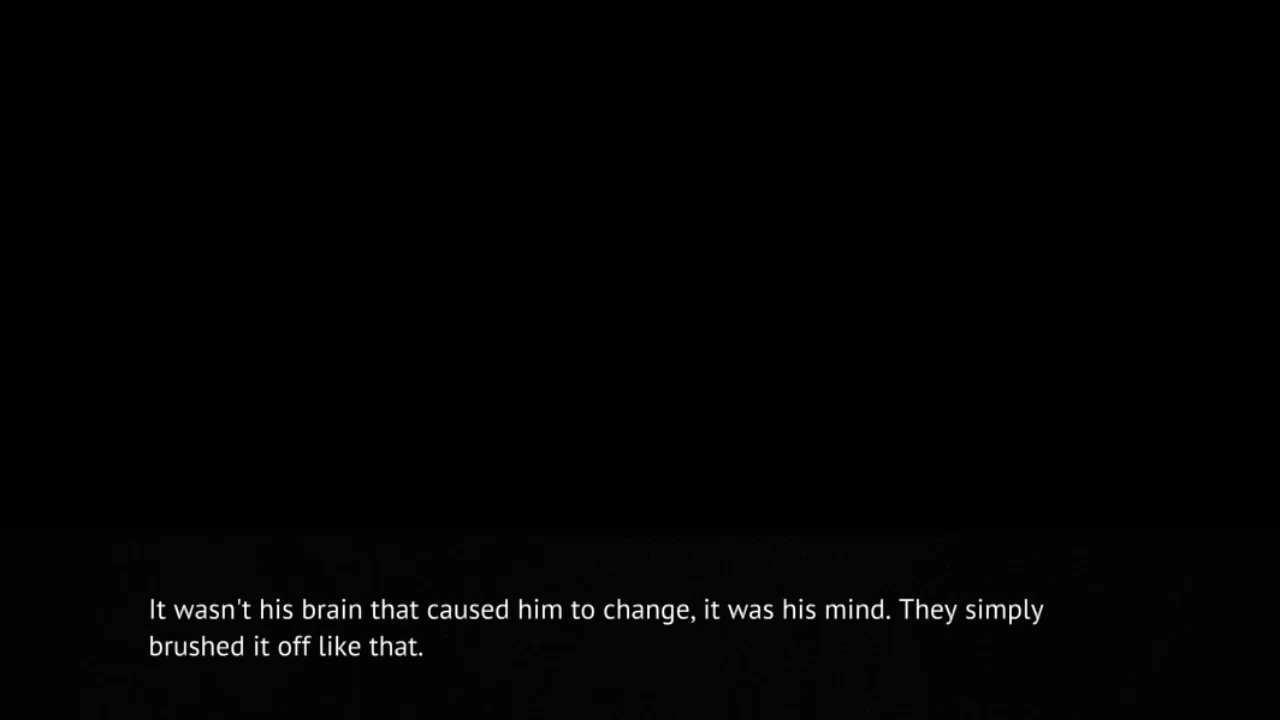 It wasn't his brain that caused him to change, it was his mind. They simply
brushed it off like that.